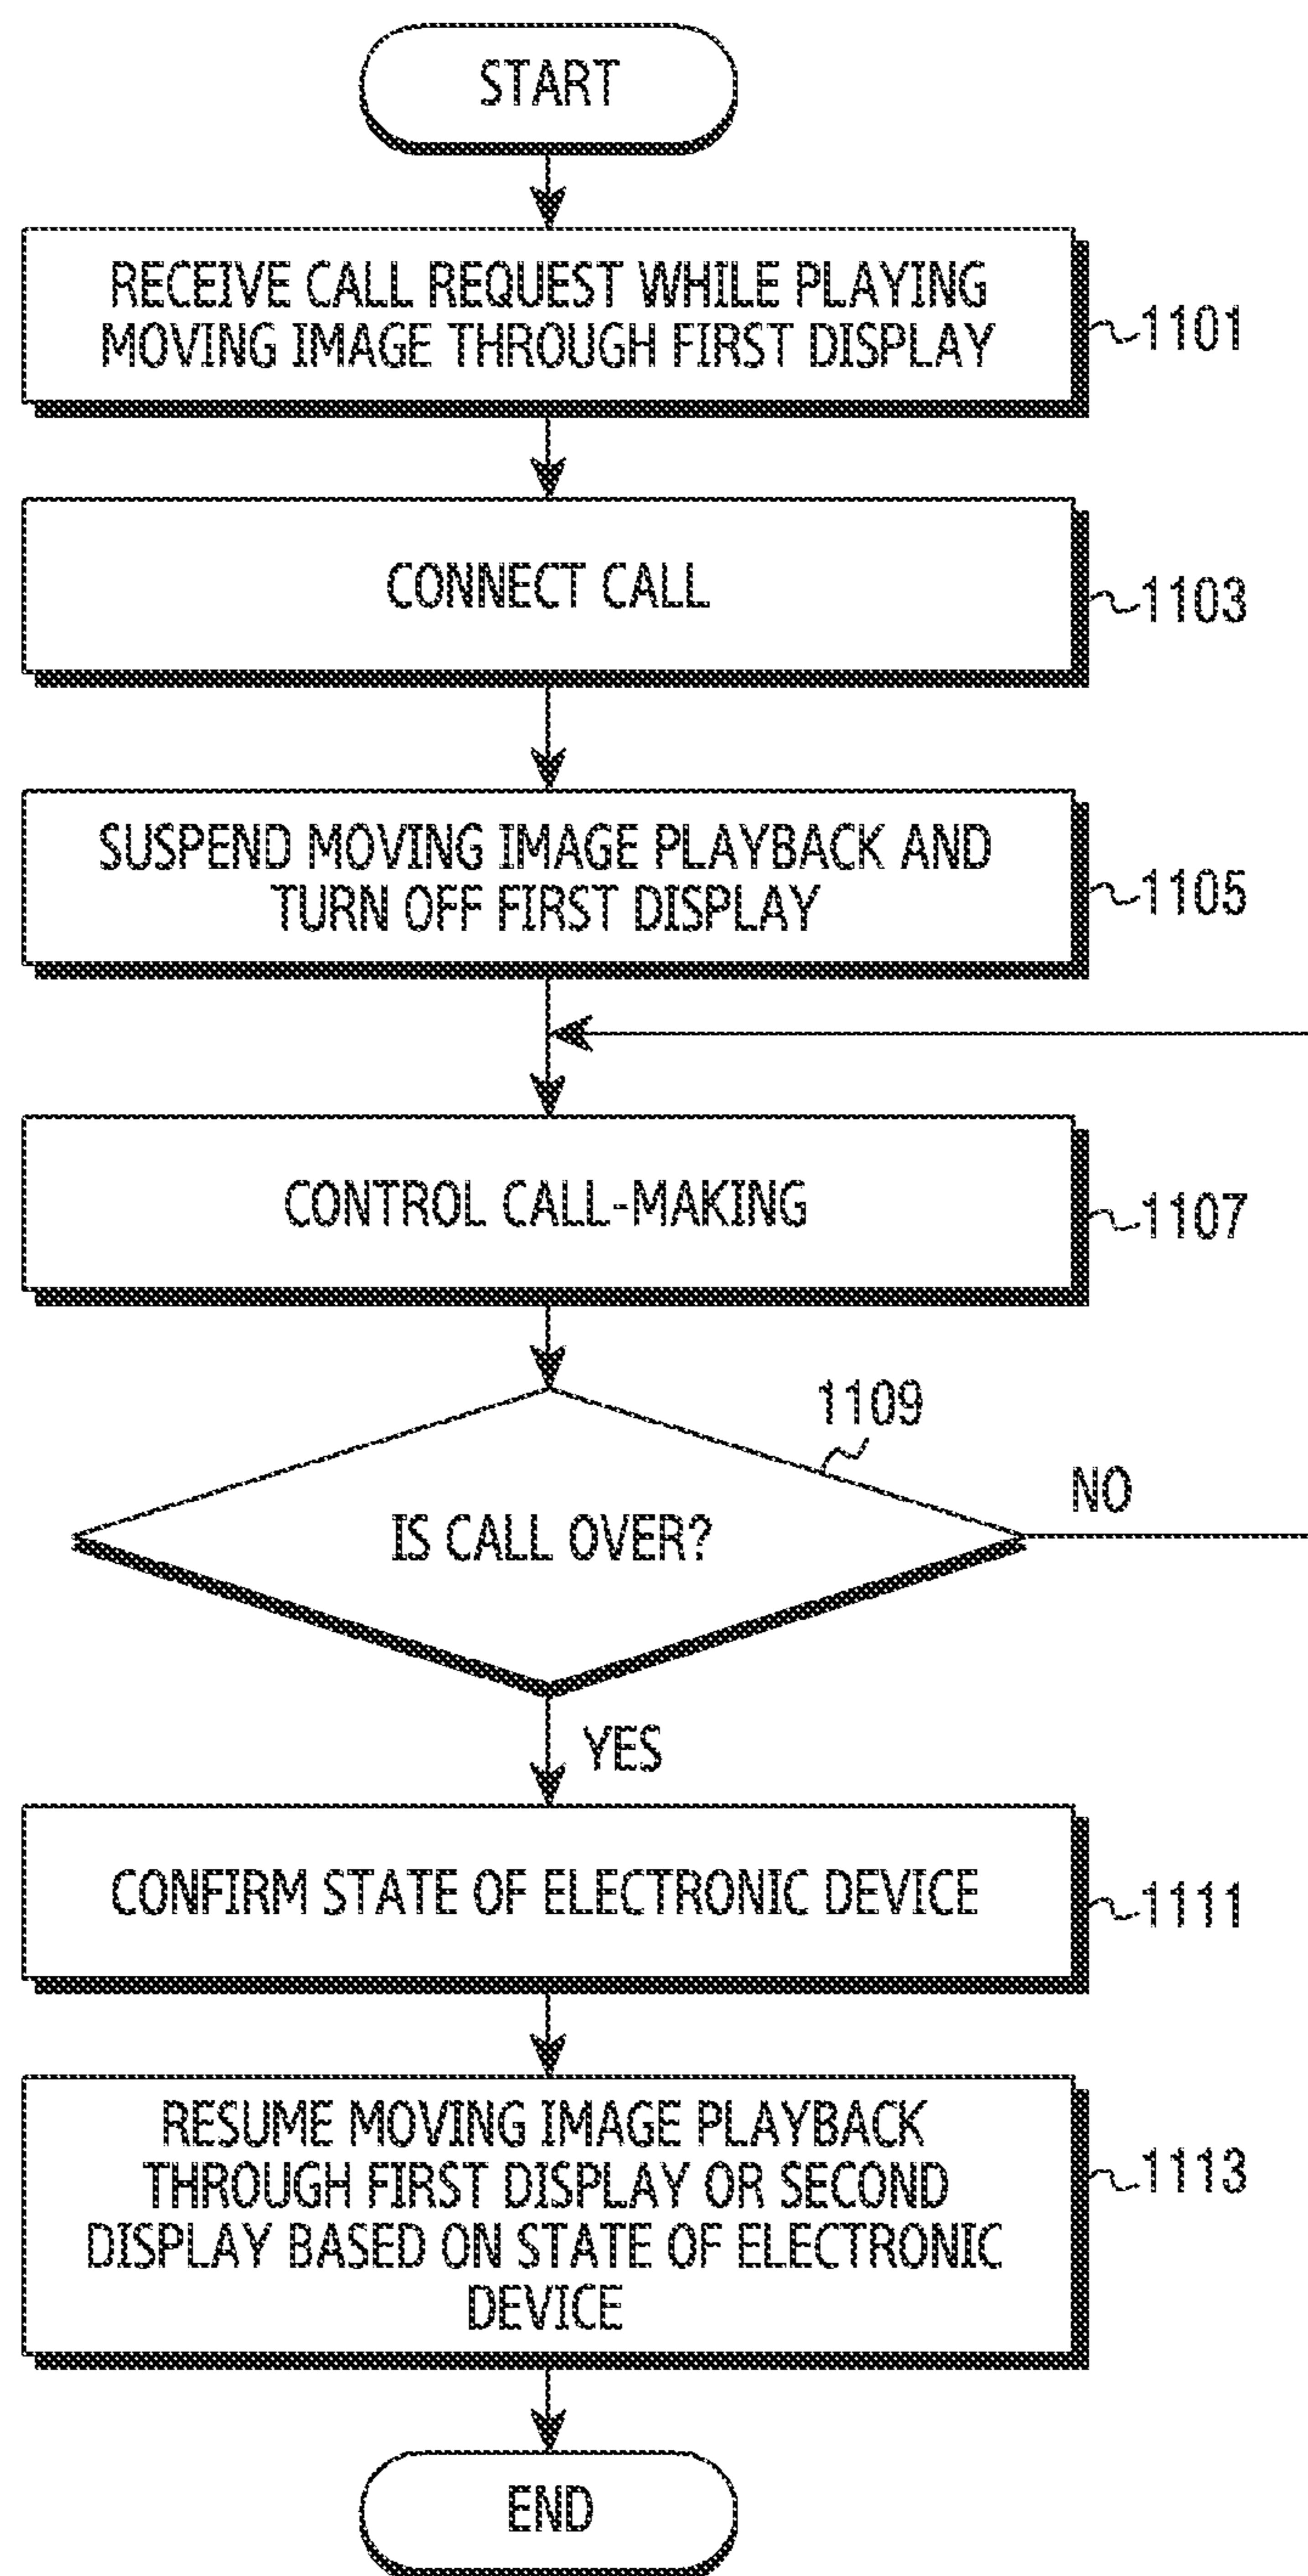 START
RECEIVE CALL REQUEST WHILE PLAYING
MOVING IMAGE THROUGH FIRST DISPLAY
1101
CONNECT CALL
1103
SUSPEND MOVING IMAGE PLAYBACK AND
TURN OFF FIRST DISPLAY
1105
CONTROL CALL-MAKING
1107
1109
IS CALL OVER?
NO
YES
CONFIRM STATE OF ELECTRONIC DEVICE
1111
RESUME MOVING IMAGE PLAYBACK
THROUGH FIRST DISPLAY OR SECOND
DISPLAY BASED ON STATE OF ELECTRONIC
DEVICE
1113
END